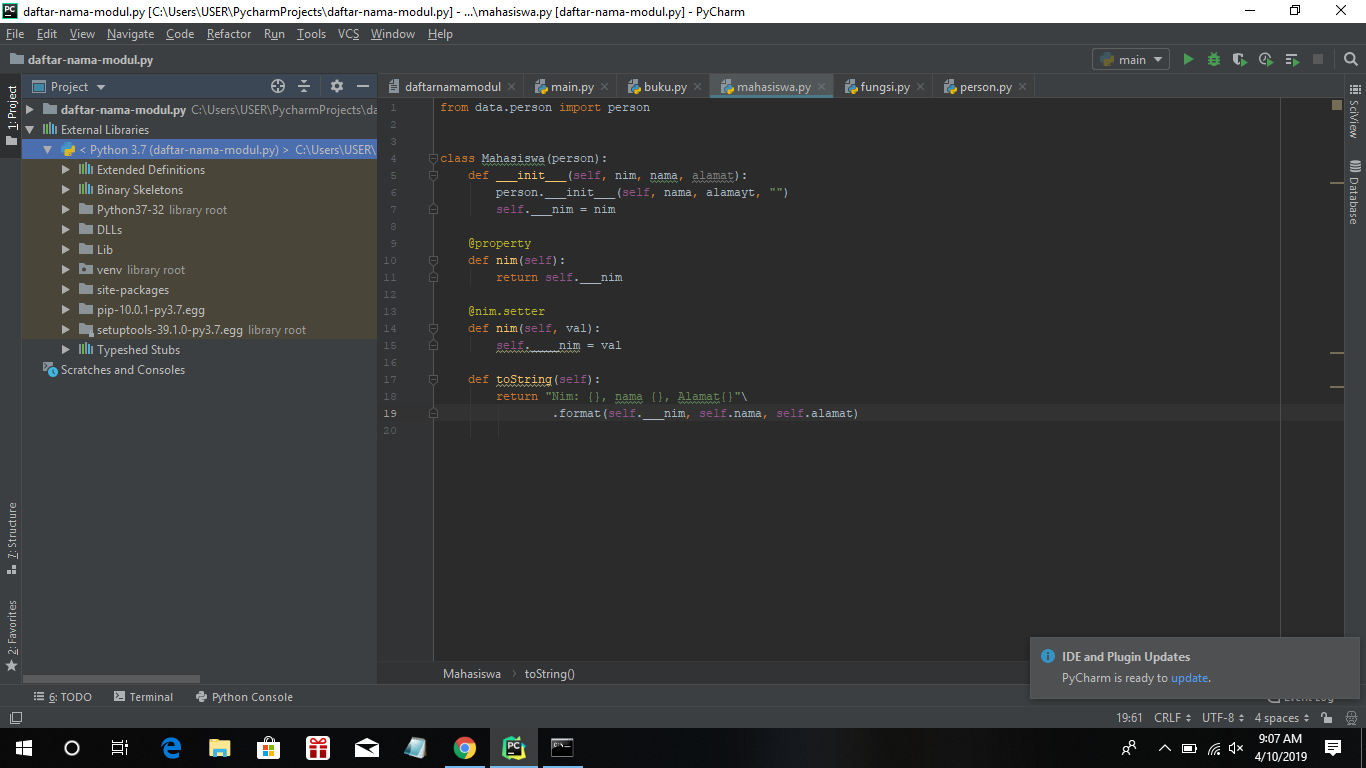 daftar-nama-modul.py [C:\Users\USER\PycharmProjects\daftar-nama-modul.py] - ...\mahasiswa.py [daftar-nama-modul.py] - PyCharm
File Edit View Navigate Code Refactor Run Tools VCS Window Help
daftar-nama-modul.py
main
1: Project
Project
daftar-nama-modul.py C:\Users\USER\PycharmProjects\da
External Libraries
< Python 3.7 (daftar-nama-modul.py) > C:\Users\USER\
Extended Definitions
Binary Skeletons
Python37-32 library root
DLLs
Lib
venv library root
site-packages
pip-10.0.1-py3.7.egg
setuptools-39.1.0-py3.7.egg library root
Typeshed Stubs
Scratches and Consoles
7: Structure
2: Favorites
daftarnamamodul main.py buku.py mahasiswa.py fungsi.py person.py
1 from data.person import person
2
3
4 class Mahasiswa(person):
5 def ___init___(self, nim, nama, alamat):
6 person.___init___(self, nama, alamayt, "")
7 self.___nim = nim
8
9 @property
10 def nim(self):
11 return self.___nim
12
13 @nim.setter
14 def nim(self, val):
15 self.____nim = val
16
17 def toString(self):
18 return "Nim: {}, nama {}, Alamat{}"\
19 .format(self.___nim, self.nama, self.alamat)
20
SciView
Database
Mahasiswa toString()
IDE and Plugin Updates
PyCharm is ready to update.
6: TODO Terminal Python Console Event Log
19:61 CRLF UTF-8 4 spaces
9:07 AM
4/10/2019